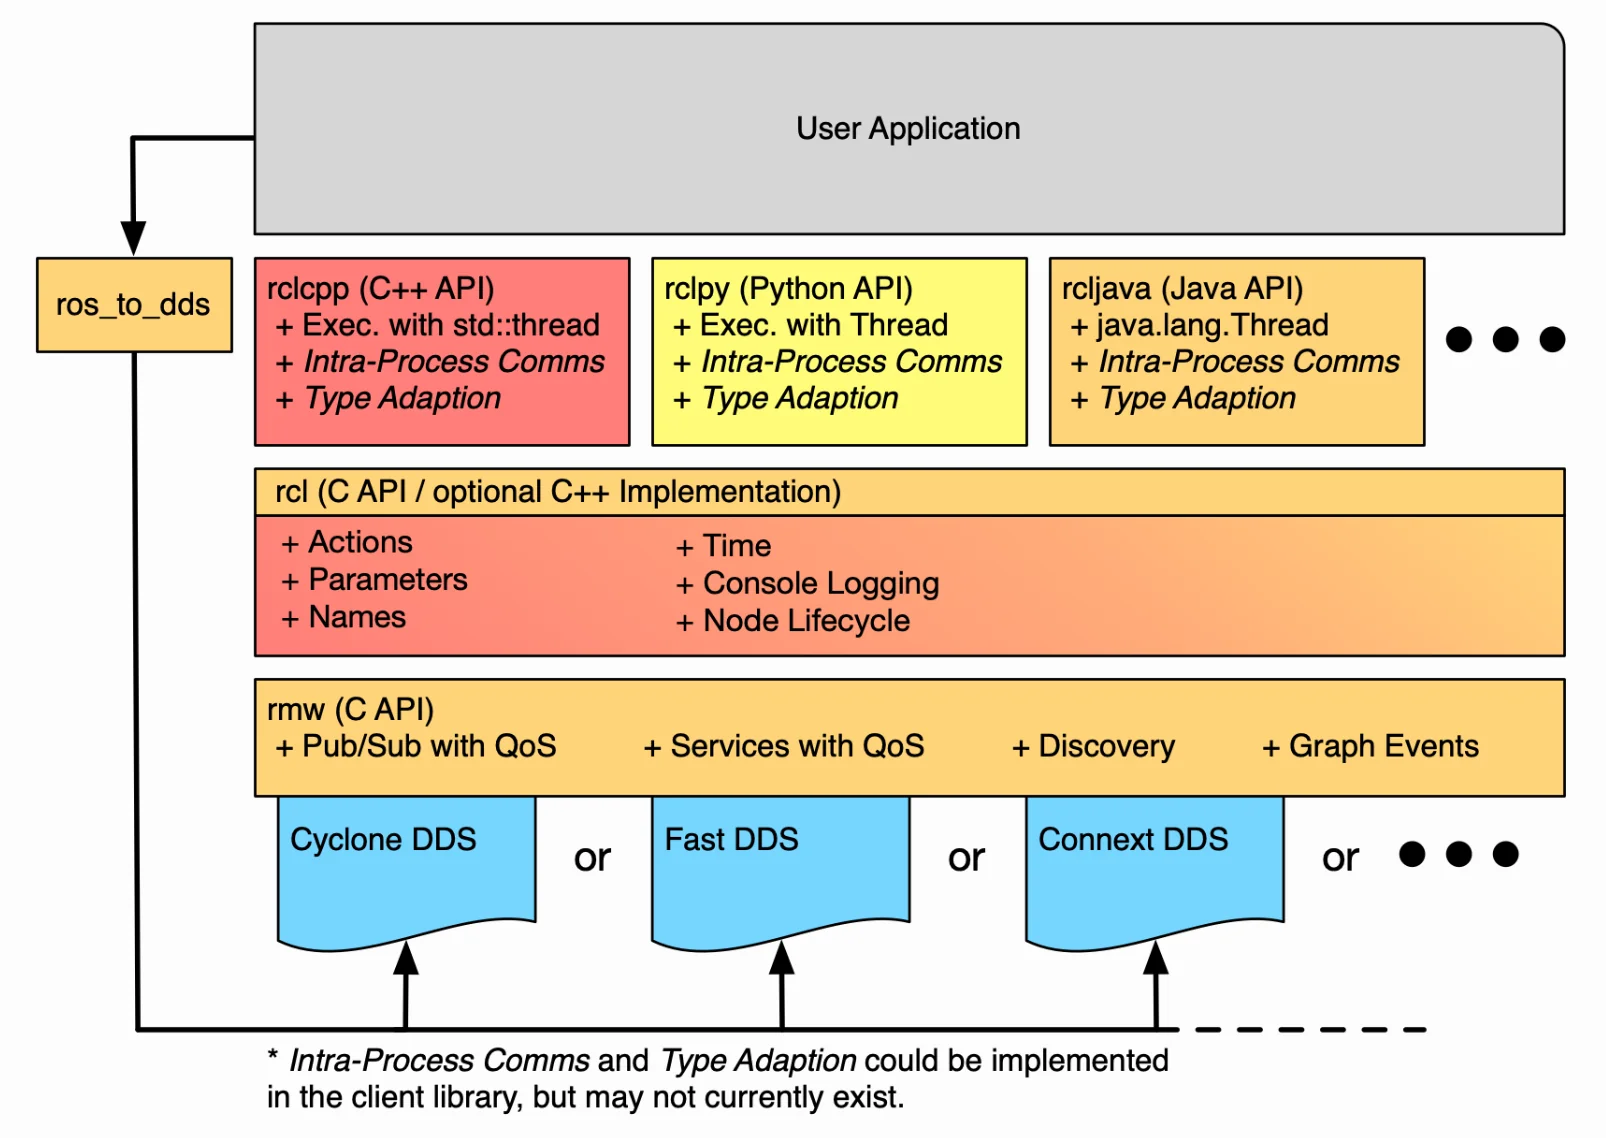 User Application
ros_to_dds
rclcpp (C++ API)
+ Exec. with std::thread
+ Intra-Process Comms
+ Type Adaption
rclpy (Python API)
+ Exec. with Thread
+ Intra-Process Comms
+ Type Adaption
rcljava (Java API)
+ java.lang.Thread
+ Intra-Process Comms
+ Type Adaption
rcl (C API / optional C++ Implementation)
+ Actions
+ Parameters
+ Names
+ Time
+ Console Logging
+ Node Lifecycle
rmw (C API)
+ Pub/Sub with QoS + Services with QoS + Discovery + Graph Events
Cyclone DDS or Fast DDS or Connext DDS or
* Intra-Process Comms and Type Adaption could be implemented
in the client library, but may not currently exist.